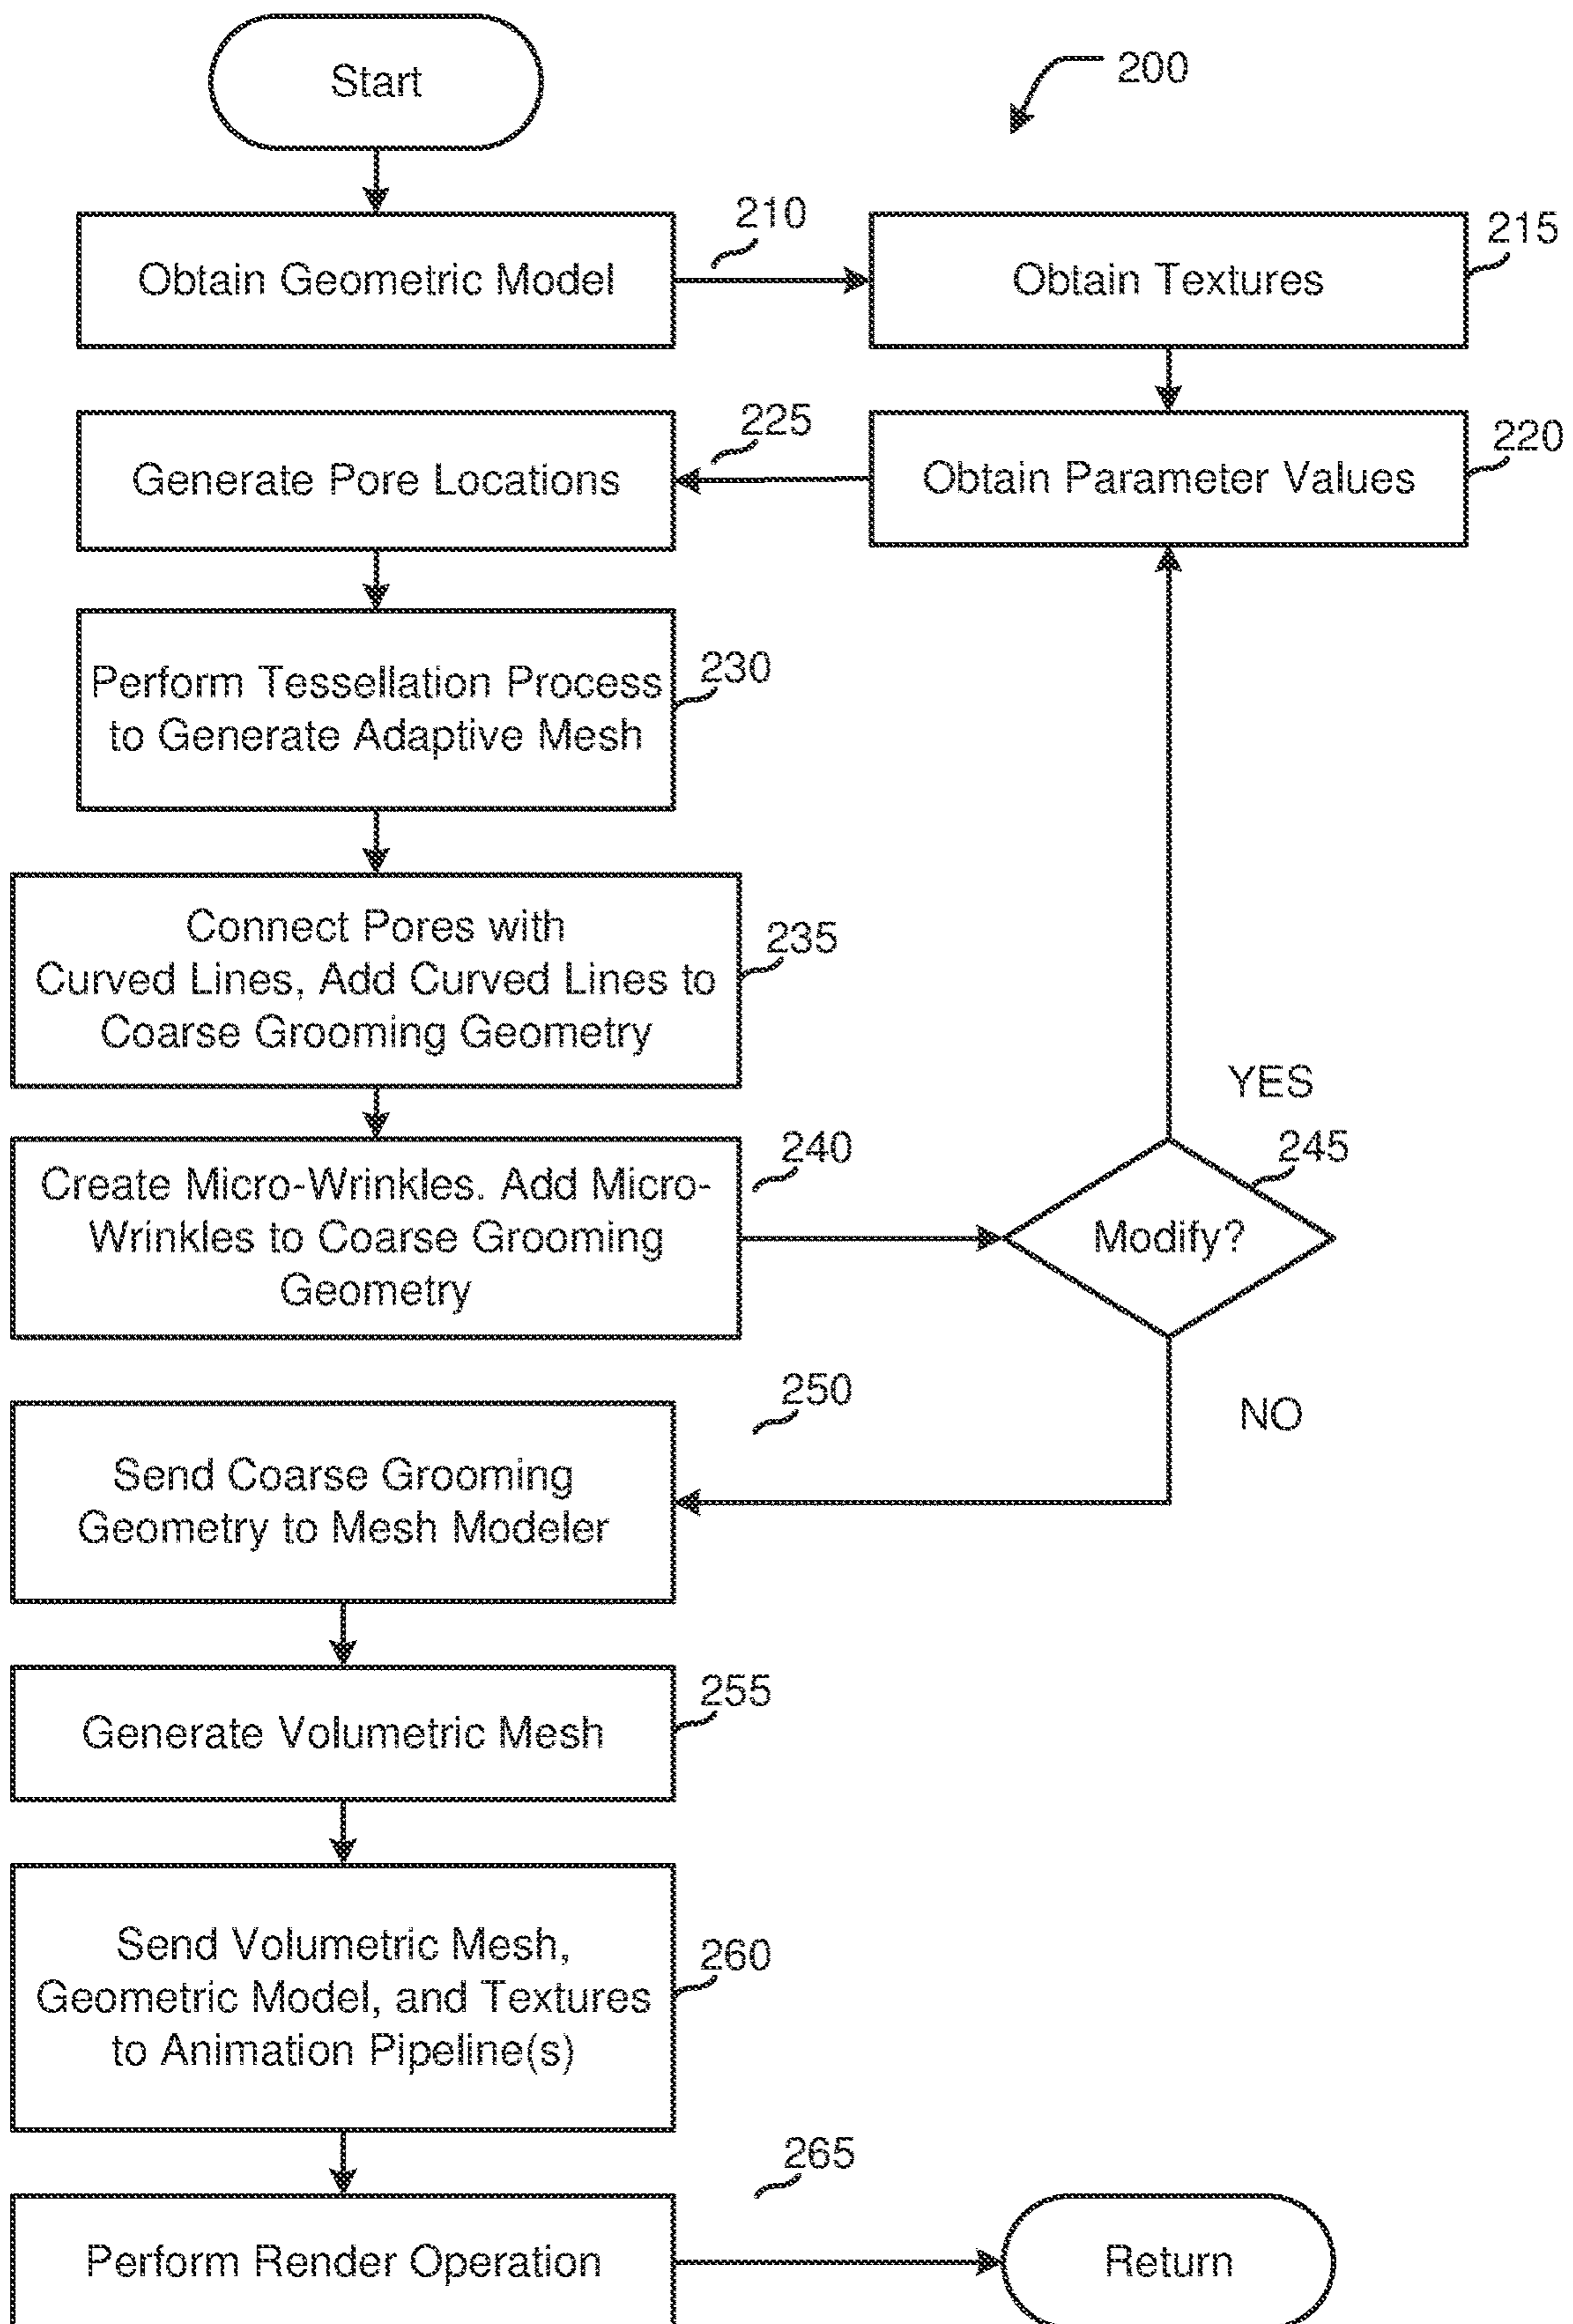 Start
200
210
Obtain Geometric Model
Obtain Textures
215
225
Generate Pore Locations
Obtain Parameter Values
220
Perform Tessellation Process
to Generate Adaptive Mesh
230
Connect Pores with
Curved Lines, Add Curved Lines to
Coarse Grooming Geometry
235
Create Micro-Wrinkles. Add Micro-
Wrinkles to Coarse Grooming
Geometry
240
YES
245
Modify?
NO
250
Send Coarse Grooming
Geometry to Mesh Modeler
Generate Volumetric Mesh
255
Send Volumetric Mesh,
Geometric Model, and Textures
to Animation Pipeline(s)
260
265
Perform Render Operation
Return